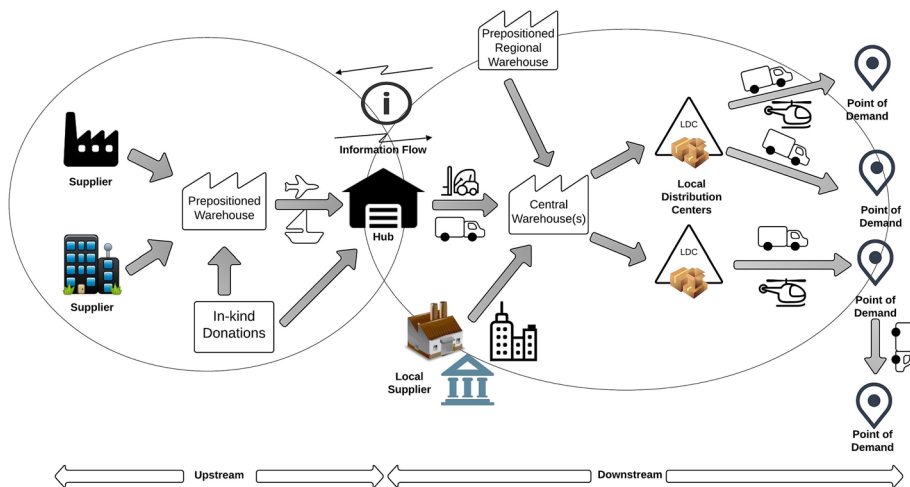 Prepositioned
Regional
Warehouse
Point of
Demand
i
Information Flow
LDC
Supplier
Prepositioned
Warehouse
Central
Warehouse(s)
Local
Distribution
Centers
Point of
Demand
Hub
LDC
Supplier
In-kind
Donations
Point of
Demand
Local
Supplier
Point of
Demand
Upstream
Downstream